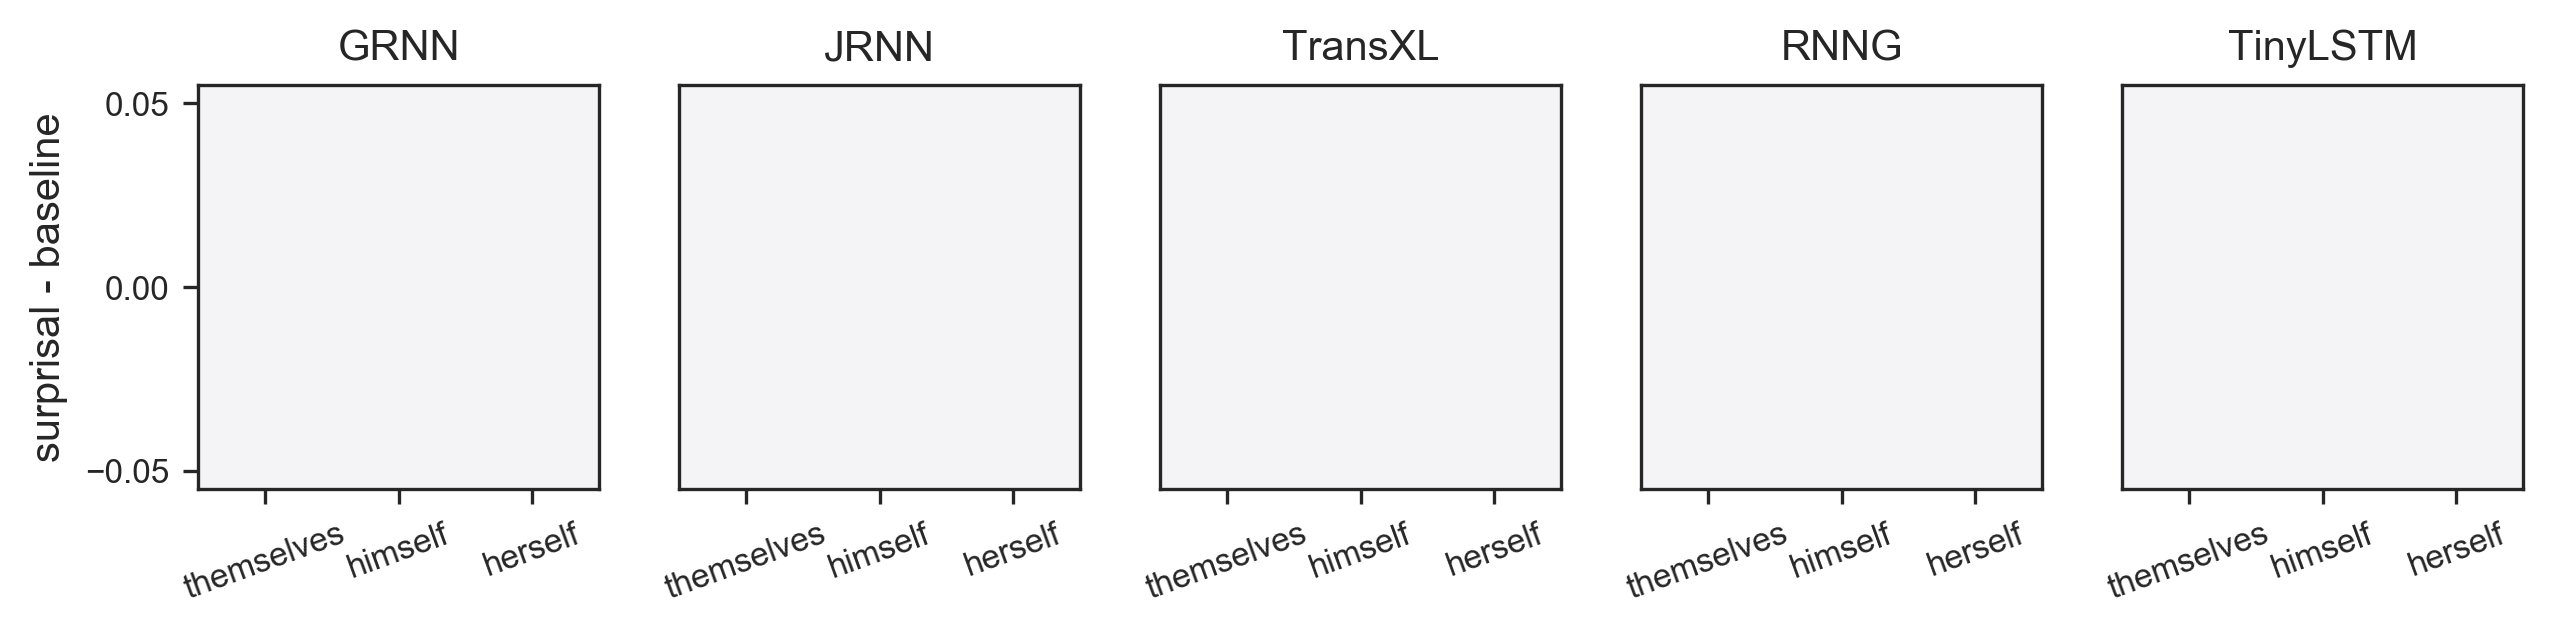 GRNN JRNN TransXL RNNG TinyLSTM
surprisal - baseline
0.05
0.00
−0.05
themselves himself herself themselves himself herself themselves himself herself themselves himself herself themselves himself herself